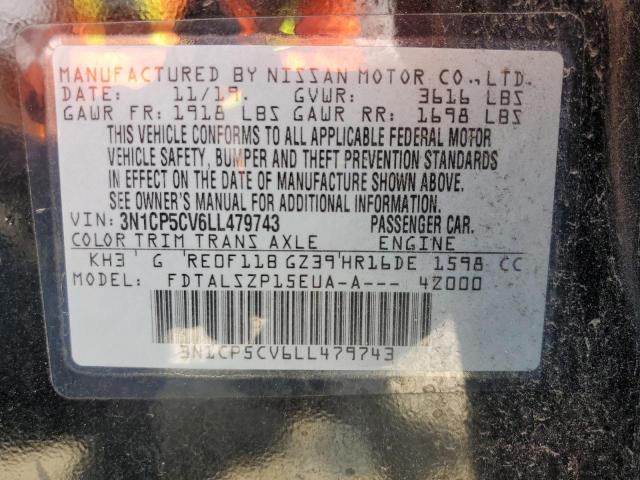 MANUFACTURED BY NISSAN MOTOR CO.,LTD.
DATE: 11/19. GVWR: 3616 LBS
GAWR FR: 1918 LBS GAWR RR: 1698 LBS
THIS VEHICLE CONFORMS TO ALL APPLICABLE FEDERAL MOTOR
VEHICLE SAFETY, BUMPER AND THEFT PREVENTION STANDARDS
IN EFFECT ON THE DATE OF MANUFACTURE SHOWN ABOVE.
SEE OWNER'S MANUAL FOR ADDITIONAL INFORMATION.
VIN: 3N1CP5CV6LL479743 PASSENGER CAR.
COLOR TRIM TRANS AXLE ENGINE
KH3 ' G ' RE0F11B GZ39 ' HR16DE 1598 CC
MODEL: FDTALSZP15EUA-A--- 4Z000
3N1CP5CV6LL479743